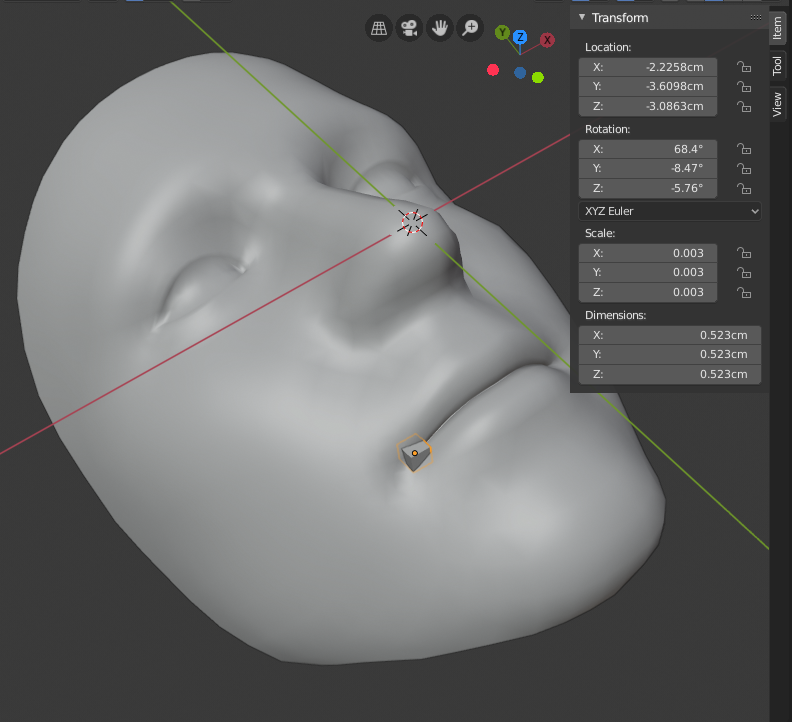 Transform
Location:
X: -2.2258cm
Y: -3.6098cm
Z: -3.0863cm
Rotation:
X: 68.4°
Y: -8.47°
Z: -5.76°
XYZ Euler
Scale:
X: 0.003
Y: 0.003
Z: 0.003
Dimensions:
X: 0.523cm
Y: 0.523cm
Z: 0.523cm
Item
Tool
View
Y
Z
X